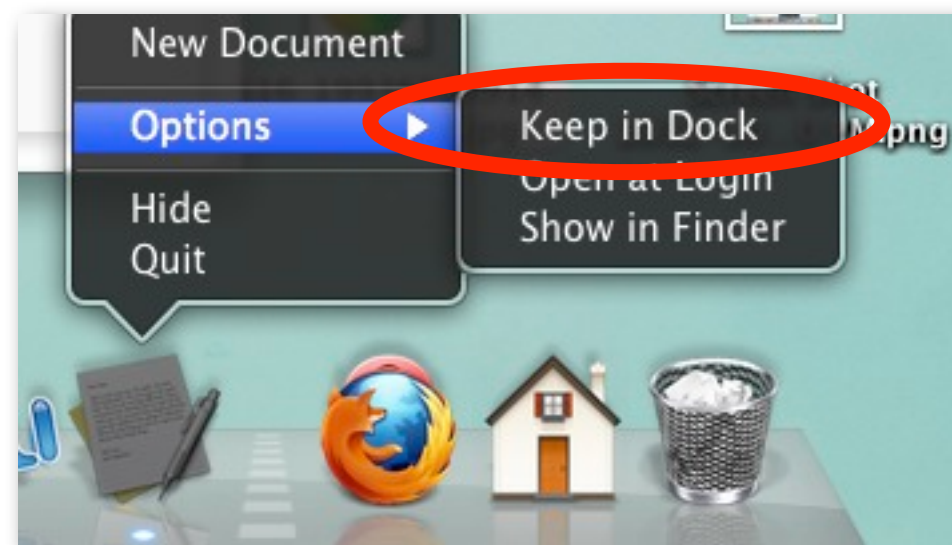 New Document
Options
Keep in Dock
Open at Login
Hide
Show in Finder
Quit